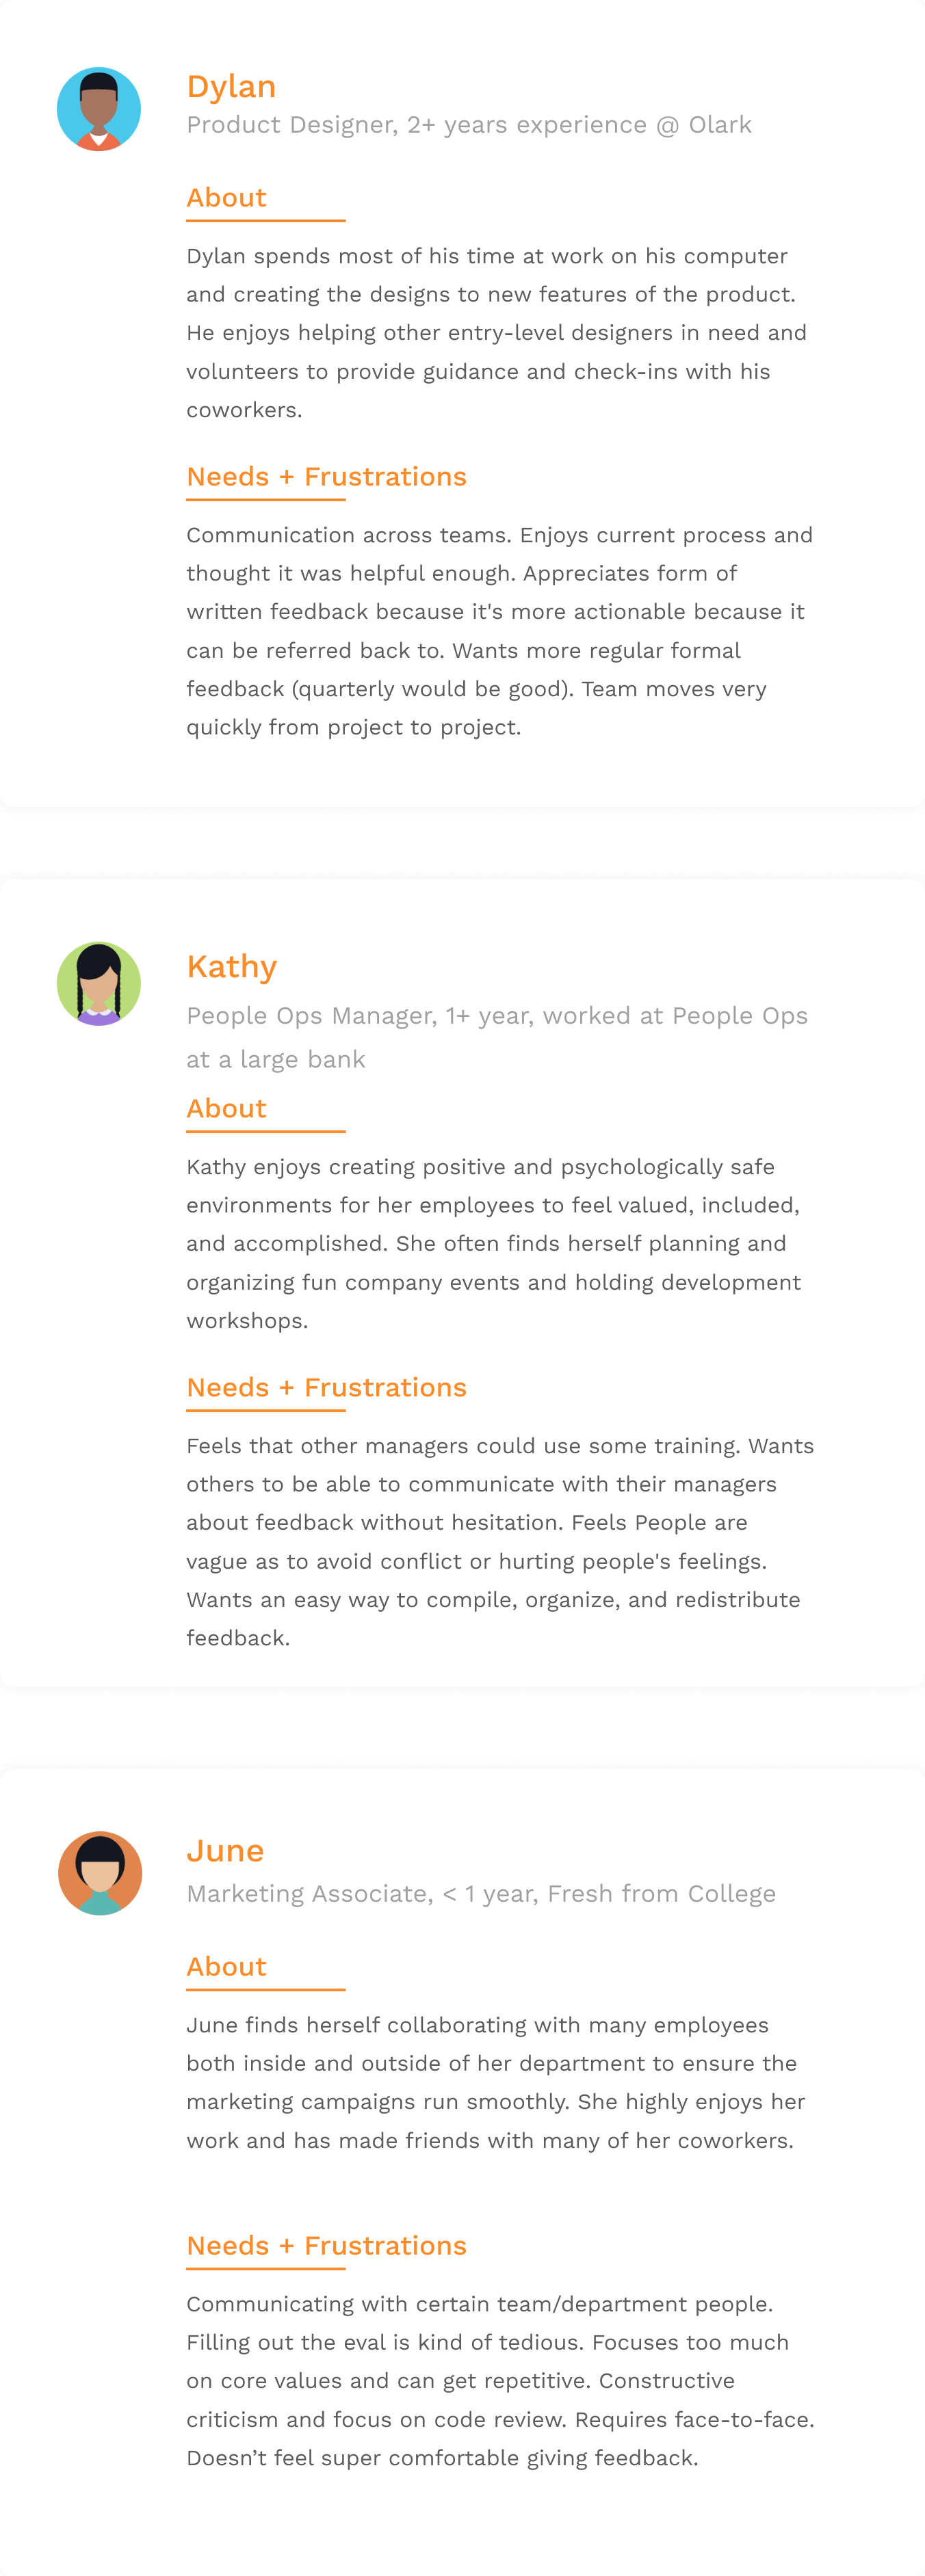 Dylan
Product Designer, 2+ years experience @ Olark
About
Dylan spends most of his time at work on his computer
and creating the designs to new features of the product.
He enjoys helping other entry-level designers in need and
volunteers to provide guidance and check-ins with his
coworkers.
Needs + Frustrations
Communication across teams. Enjoys current process and
thought it was helpful enough. Appreciates form of
written feedback because it's more actionable because it
can be referred back to. Wants more regular formal
feedback (quarterly would be good). Team moves very
quickly from project to project.
Kathy
People Ops Manager, 1+ year, worked at People Ops
at a large bank
About
Kathy enjoys creating positive and psychologically safe
environments for her employees to feel valued, included,
and accomplished. She often finds herself planning and
organizing fun company events and holding development
workshops.
Needs + Frustrations
Feels that other managers could use some training. Wants
others to be able to communicate with their managers
about feedback without hesitation. Feels People are
vague as to avoid conflict or hurting people's feelings.
Wants an easy way to compile, organize, and redistribute
feedback.
June
Marketing Associate, < 1 year, Fresh from College
About
June finds herself collaborating with many employees
both inside and outside of her department to ensure the
marketing campaigns run smoothly. She highly enjoys her
work and has made friends with many of her coworkers.
Needs + Frustrations
Communicating with certain team/department people.
Filling out the eval is kind of tedious. Focuses too much
on core values and can get repetitive. Constructive
criticism and focus on code review. Requires face-to-face.
Doesn’t feel super comfortable giving feedback.